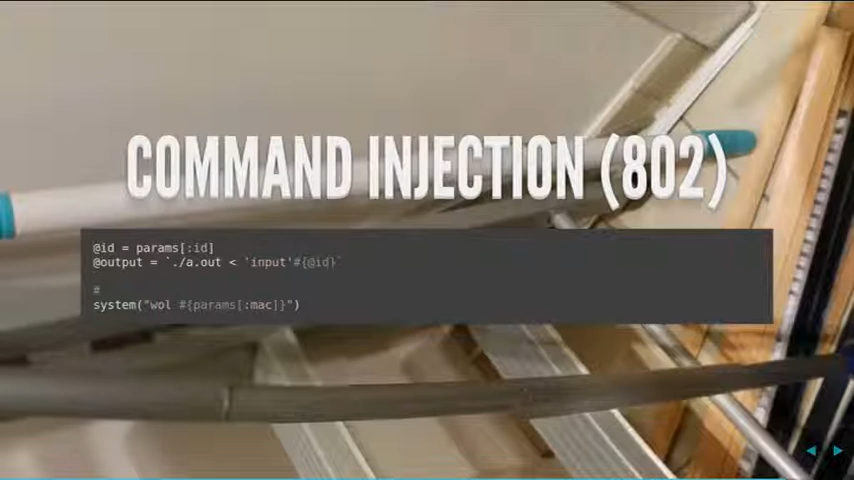 COMMAND INJECTION (802)
@id = params[:id]
@output = `./a.out < 'input'#{@id}`
#
system("wol #{params[:mac]}")